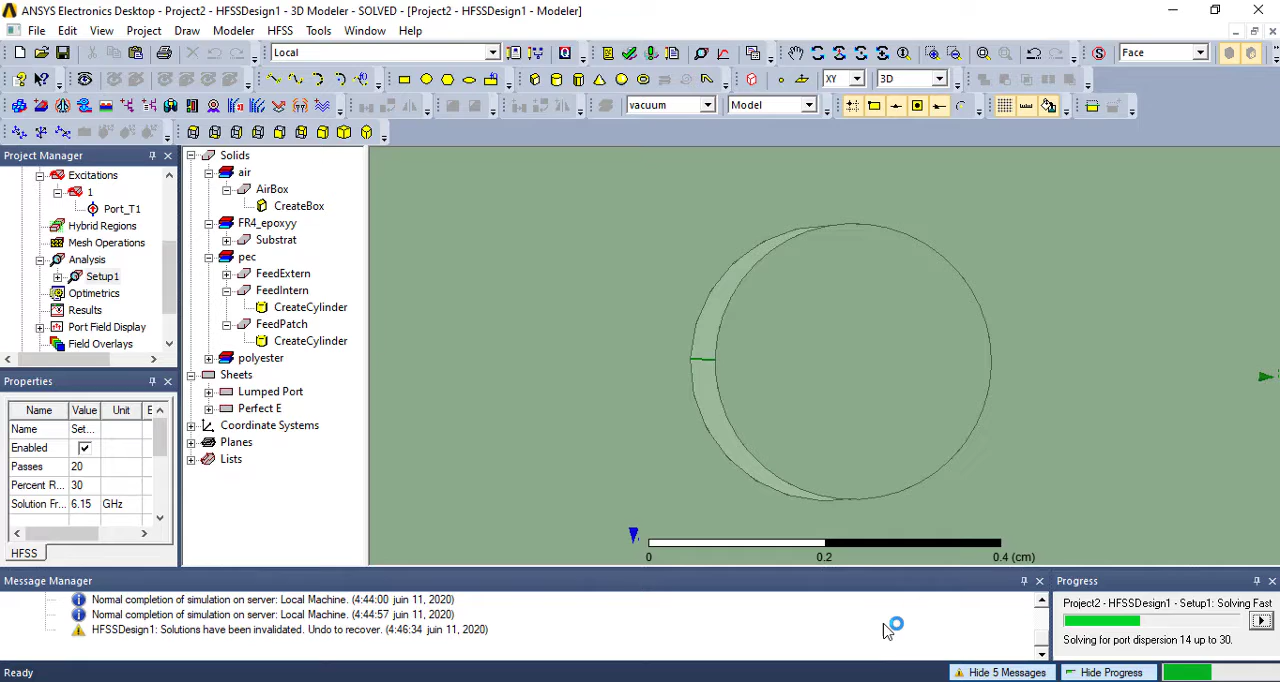 ANSYS Electronics Desktop - Project2 - HFSSDesign1 - 3D Modeler - SOLVED - [Project2 - HFSSDesign1 - Modeler]
File Edit View Project Draw Modeler HFSS Tools Window Help
Local
Face
XY
3D
vacuum
Model
Project Manager
Excitations
1
Port_T1
Hybrid Regions
Mesh Operations
Analysis
Setup1
Optimetrics
Results
Port Field Display
Field Overlays
Properties
Name Value Unit E
Name Set...
Enabled
Passes 20
Percent R... 30
Solution Fr... 6.15 GHz
HFSS
Solids
air
AirBox
CreateBox
FR4_epoxyy
Substrat
pec
FeedExtern
FeedIntern
CreateCylinder
FeedPatch
CreateCylinder
polyester
Sheets
Lumped Port
Perfect E
Coordinate Systems
Planes
Lists
0 0.2 0.4 (cm)
Message Manager
Normal completion of simulation on server: Local Machine. (4:44:00 juin 11, 2020)
Normal completion of simulation on server: Local Machine. (4:44:57 juin 11, 2020)
HFSSDesign1: Solutions have been invalidated. Undo to recover. (4:46:34 juin 11, 2020)
Progress
Project2 - HFSSDesign1 - Setup1: Solving Fast
Solving for port dispersion 14 up to 30.
Ready
Hide 5 Messages
Hide Progress